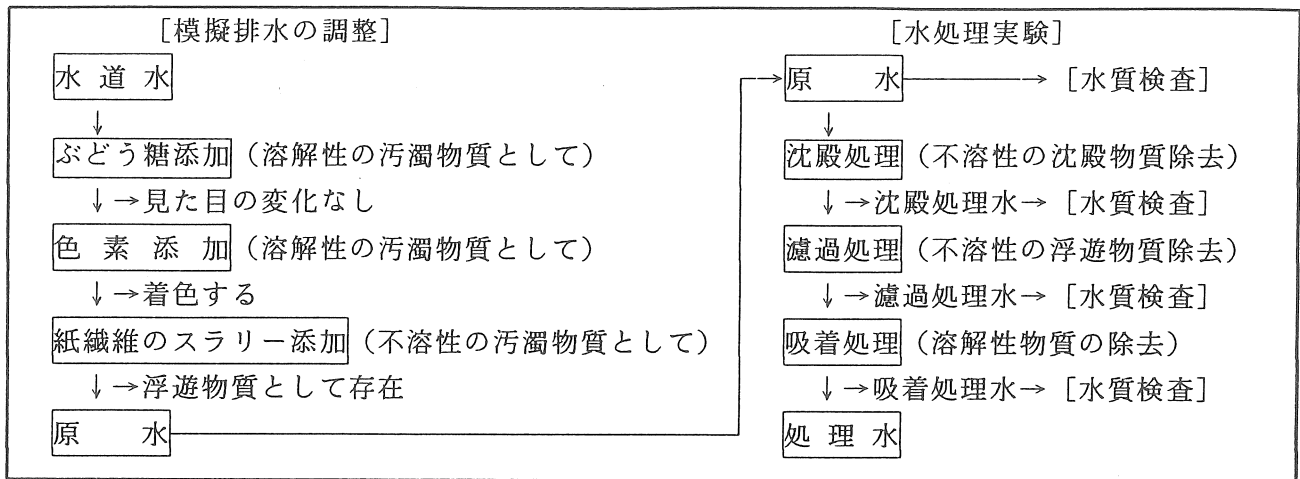 [模擬排水の調整]
水 道 水
↓
ぶどう糖添加 (溶解性の汚濁物質として)
↓→見た目の変化なし
色 素 添 加 (溶解性の汚濁物質として)
↓→着色する
紙繊維のスラリー添加 (不溶性の汚濁物質として)
↓→浮遊物質として存在
原 水
[水処理実験]
原 水 → [水質検査]
↓
沈殿処理 (不溶性の沈殿物質除去)
↓→沈殿処理水→ [水質検査]
濾過処理 (不溶性の浮遊物質除去)
↓→濾過処理水→ [水質検査]
吸着処理 (溶解性物質の除去)
↓→吸着処理水→ [水質検査]
処 理 水